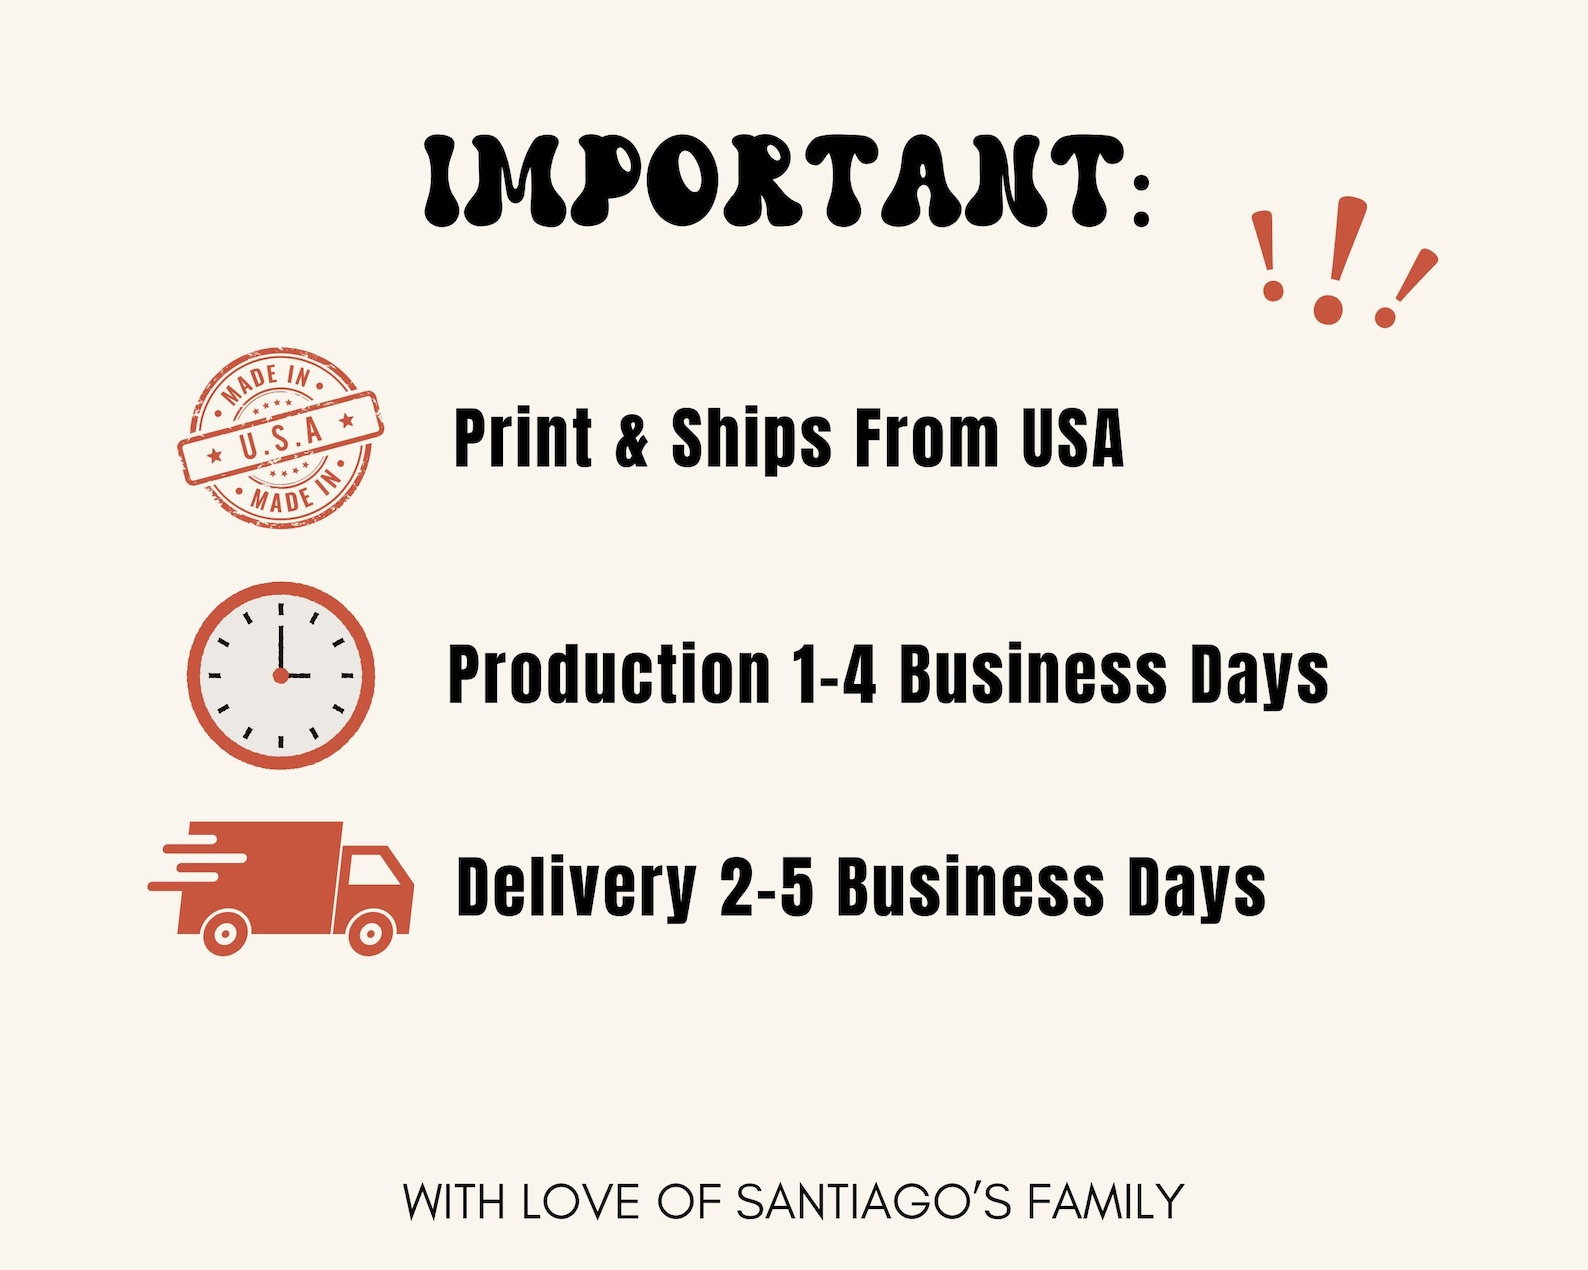 IMPORTANT:
MADE IN
U.S.A
MADE IN
Print & Ships From USA
Production 1-4 Business Days
Delivery 2-5 Business Days
WITH LOVE OF SANTIAGO'S FAMILY